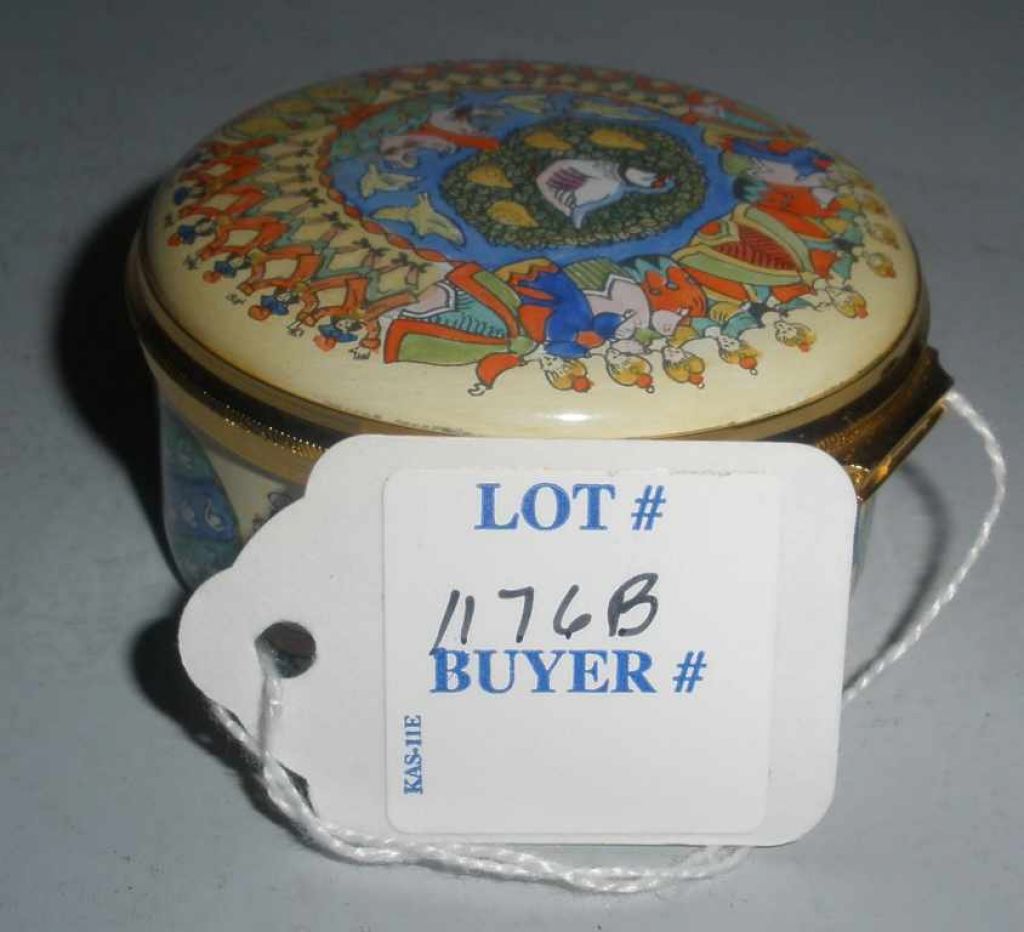 LOT #
1176B
BUYER #
KAS-11E